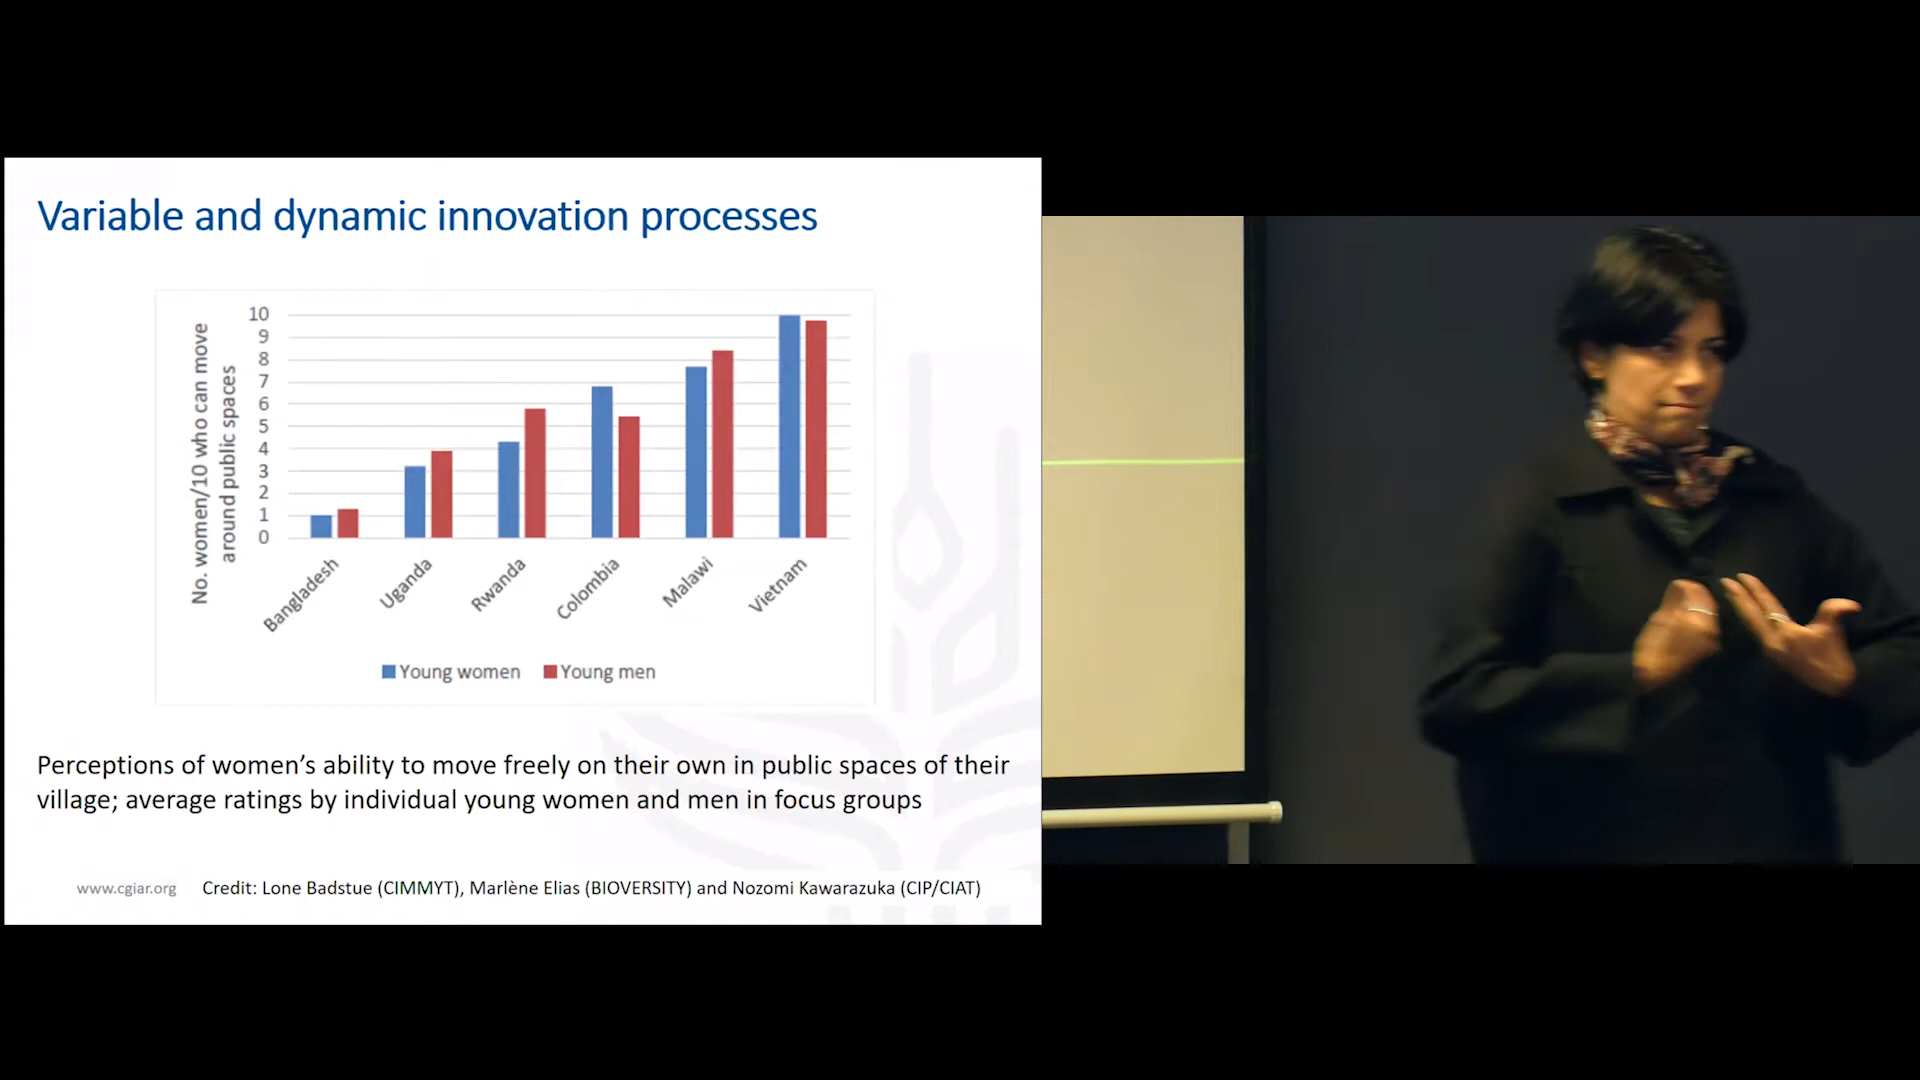 Variable and dynamic innovation processes
No. women/10 who can move
around public spaces
10
9
8
7
6
5
4
3
2
1
0
Bangladesh
Uganda
Rwanda
Colombia
Malawi
Vietnam
Young women
Young men
Perceptions of women’s ability to move freely on their own in public spaces of their
village; average ratings by individual young women and men in focus groups
www.cgiar.org
Credit: Lone Badstue (CIMMYT), Marlène Elias (BIOVERSITY) and Nozomi Kawarazuka (CIP/CIAT)